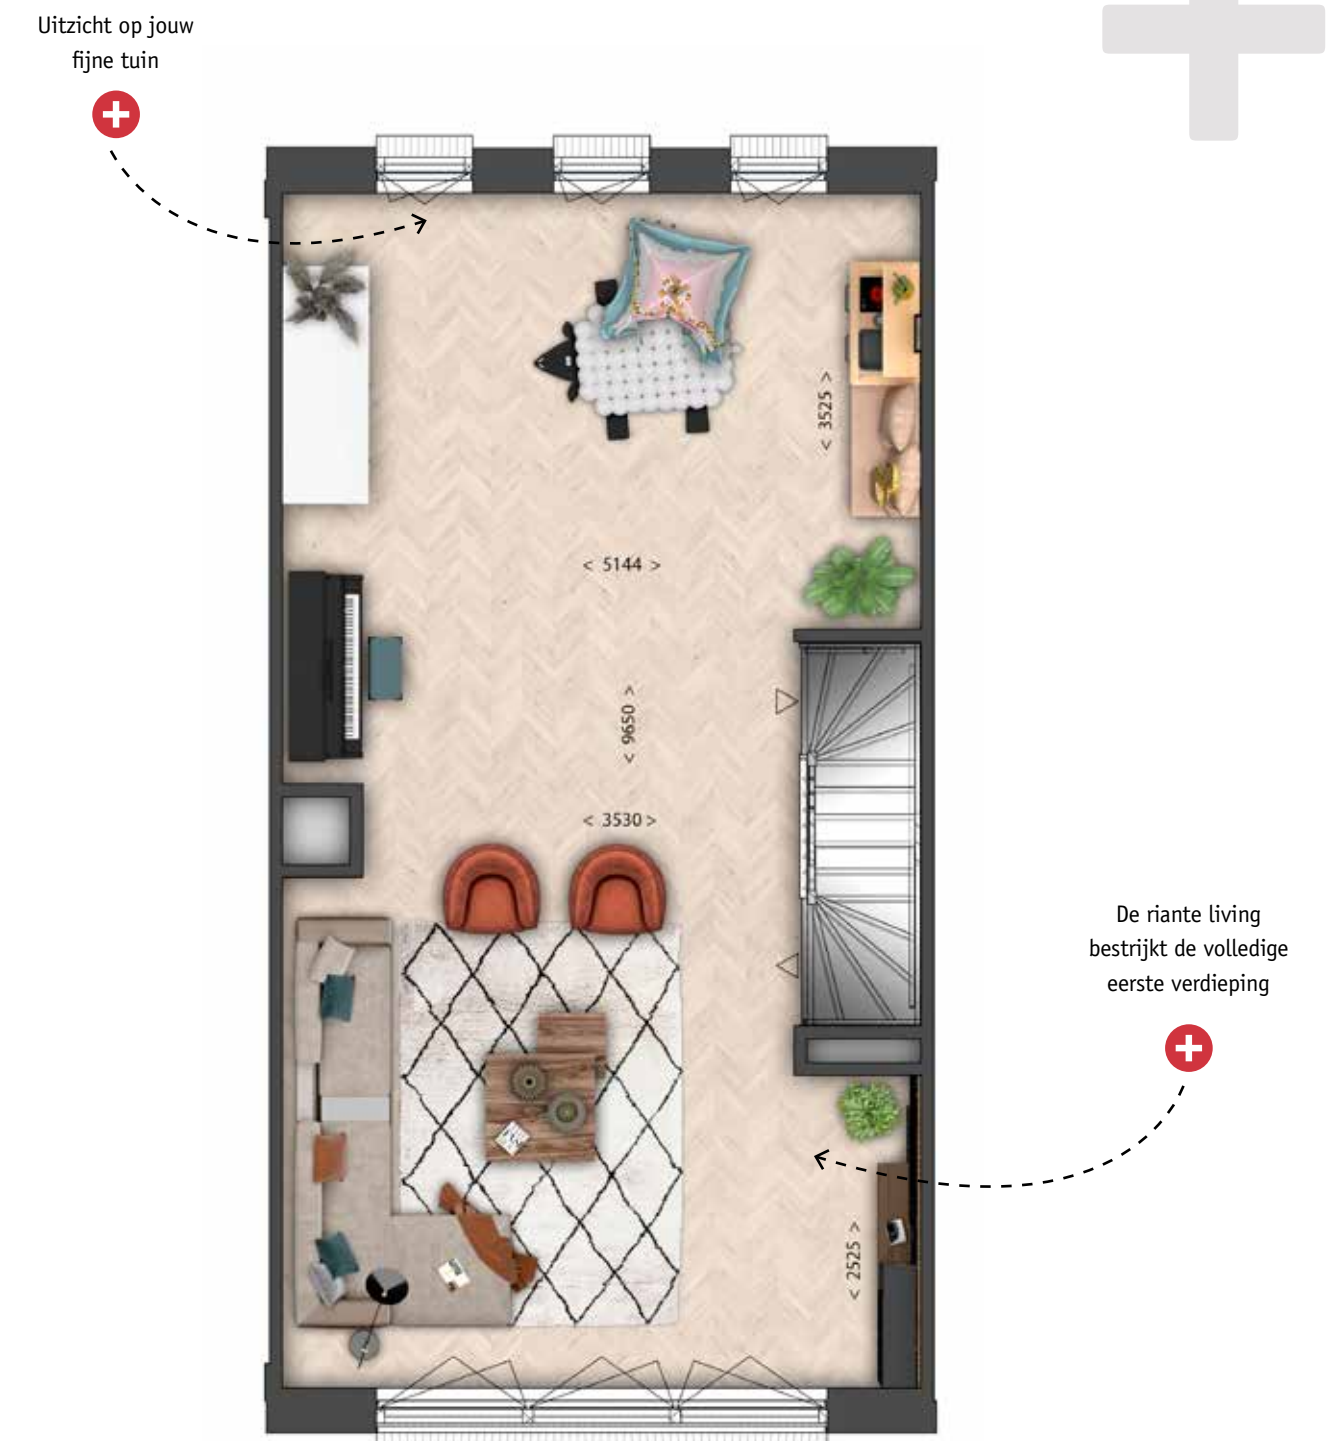 Uitzicht op jouw
fijne tuin
< 3525 >
< 5144 >
< 9650 >
< 3530 >
De riante living
bestrijkt de volledige
eerste verdieping
< 2525 >